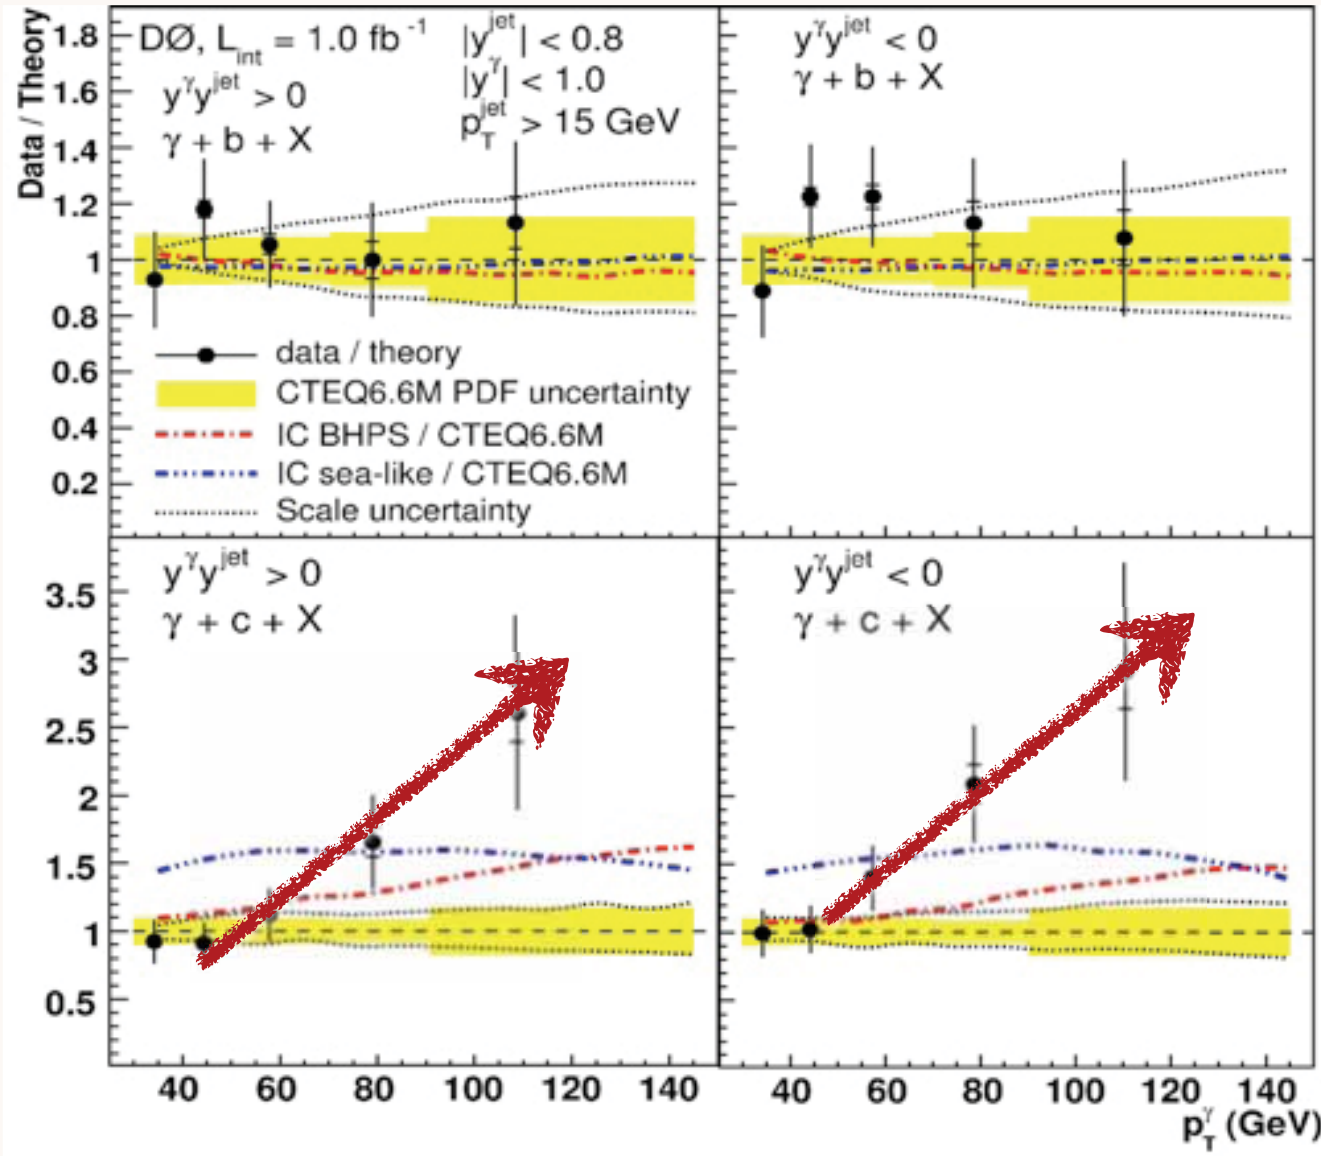 Data / Theory
1.8
1.6
1.4
1.2
1
0.8
0.6
0.4
0.2
DØ, L_int = 1.0 fb^-1
y^γ y^jet > 0
γ + b + X
|y^jet| < 0.8
|y^γ| < 1.0
p_T^jet > 15 GeV
data / theory
CTEQ6.6M PDF uncertainty
IC BHPS / CTEQ6.6M
IC sea-like / CTEQ6.6M
Scale uncertainty
y^γ y^jet < 0
γ + b + X
3.5
3
2.5
2
1.5
1
0.5
y^γ y^jet > 0
γ + c + X
y^γ y^jet < 0
γ + c + X
40 60 80 100 120 140
40 60 80 100 120 140
p_T^γ (GeV)